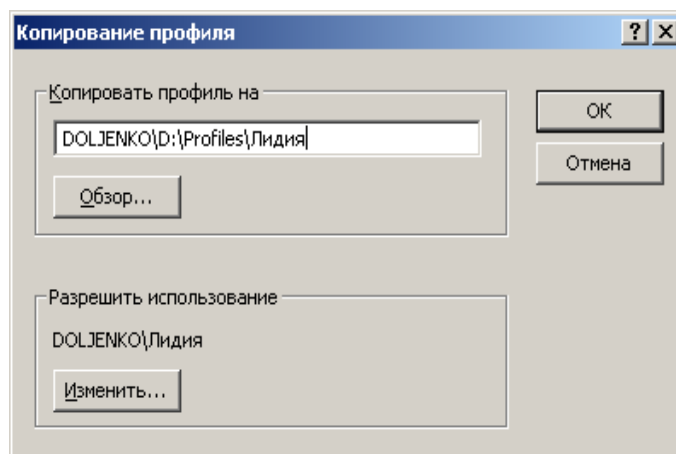 Копирование профиля
Копировать профиль на
DOLJENKO\D:\Profiles\Лидия
Обзор...
OK
Отмена
Разрешить использование
DOLJENKO\Лидия
Изменить...